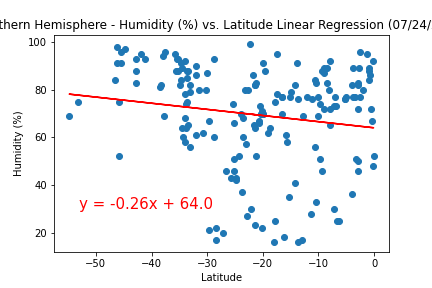 thern Hemisphere - Humidity (%) vs. Latitude Linear Regression (07/24/
100
80
60
40
20
Humidity (%)
y = -0.26x + 64.0
−50 −40 −30 −20 −10 0
Latitude